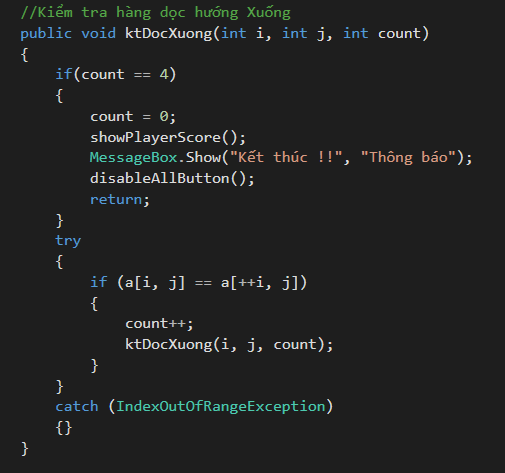 //Kiểm tra hàng dọc hướng Xuống
public void ktDocXuong(int i, int j, int count)
{
    if(count == 4)
    {
        count = 0;
        showPlayerScore();
        MessageBox.Show("Kết thúc !!", "Thông báo");
        disableAllButton();
        return;
    }
    try
    {
        if (a[i, j] == a[++i, j])
        {
            count++;
            ktDocXuong(i, j, count);
        }
    }
    catch (IndexOutOfRangeException)
    {}
}